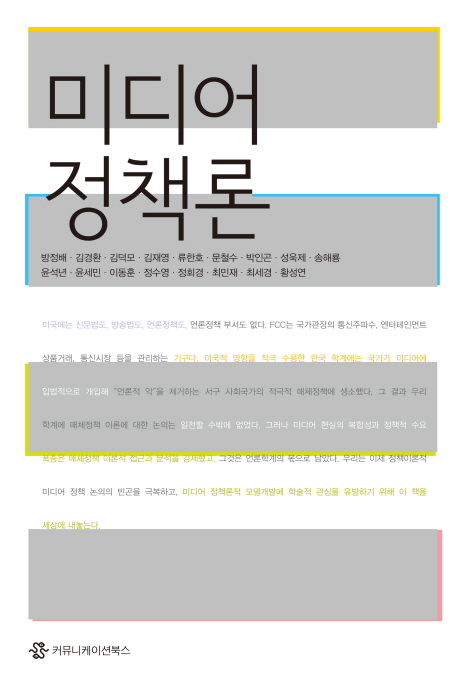 미디어
정책론
방정배 · 김경환 · 김덕모 · 김재영 · 류한호 · 문철수 · 박인곤 · 성욱제 · 송해룡
윤석년 · 윤세민 · 이동훈 · 정수영 · 정회경 · 최민재 · 최세경 · 황성연
미국에는 신문법도, 방송법도, 언론정책도, 언론정책 부서도 없다. FCC는 국가관장의 통신주파수, 엔터테인먼트
상품거래, 통신시장 등을 관리하는 기구다. 미국적 영향을 적극 수용한 한국 학계에는 국가가 미디어에
입법적으로 개입해 “언론적 악”을 제거하는 서구 사회국가의 적극적 매체정책에 생소했다. 그 결과 우리
학계에 매체정책 이론에 대한 논의는 일천할 수밖에 없었다. 그러나 미디어 현실의 복합성과 정책적 수요
폭증은 매체정책 이론적 접근과 분석을 강제했고, 그것은 언론학계의 몫으로 남았다. 우리는 이제 정책이론적
미디어 정책 논의의 빈곤을 극복하고, 미디어 정책론적 모델개발에 학술적 관심을 유발하기 위해 이 책을
세상에 내놓는다.
커뮤니케이션북스